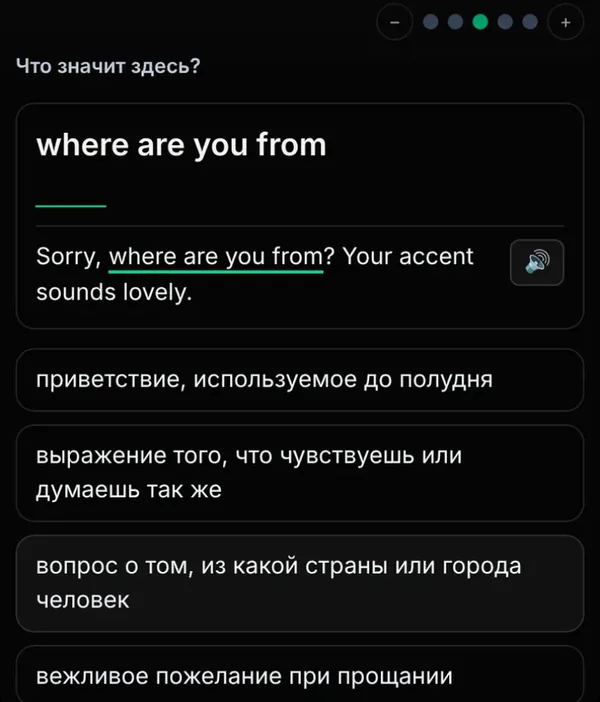 Что значит здесь?
where are you from
Sorry, where are you from? Your accent
sounds lovely.
приветствие, используемое до полудня
выражение того, что чувствуешь или
думаешь так же
вопрос о том, из какой страны или города
человек
вежливое пожелание при прощании